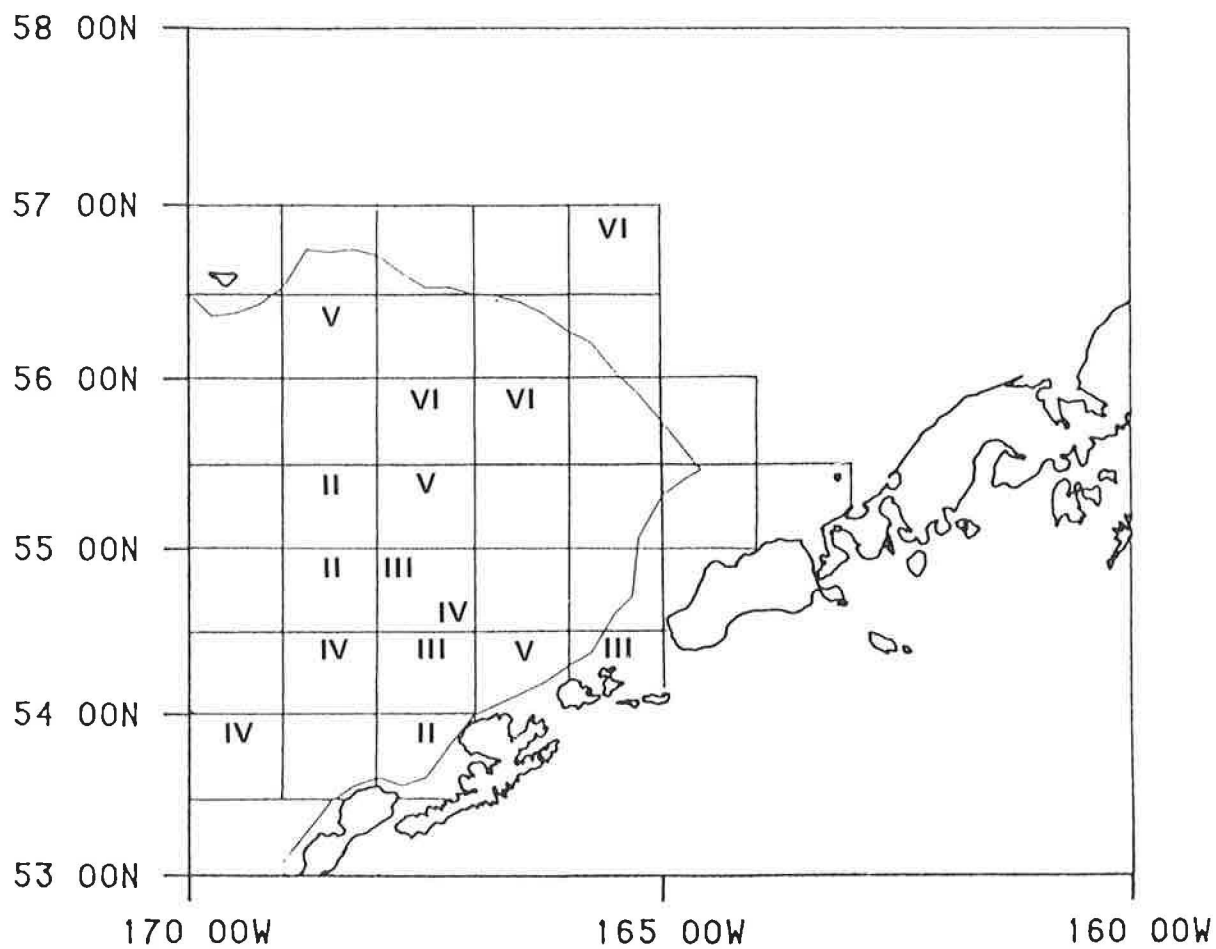 58 00N
57 00N
VI
V
56 00N
VI VI
II V
55 00N
II III
IV
IV III V III
54 00N
IV II
53 00N
170 00W 165 00W 160 00W